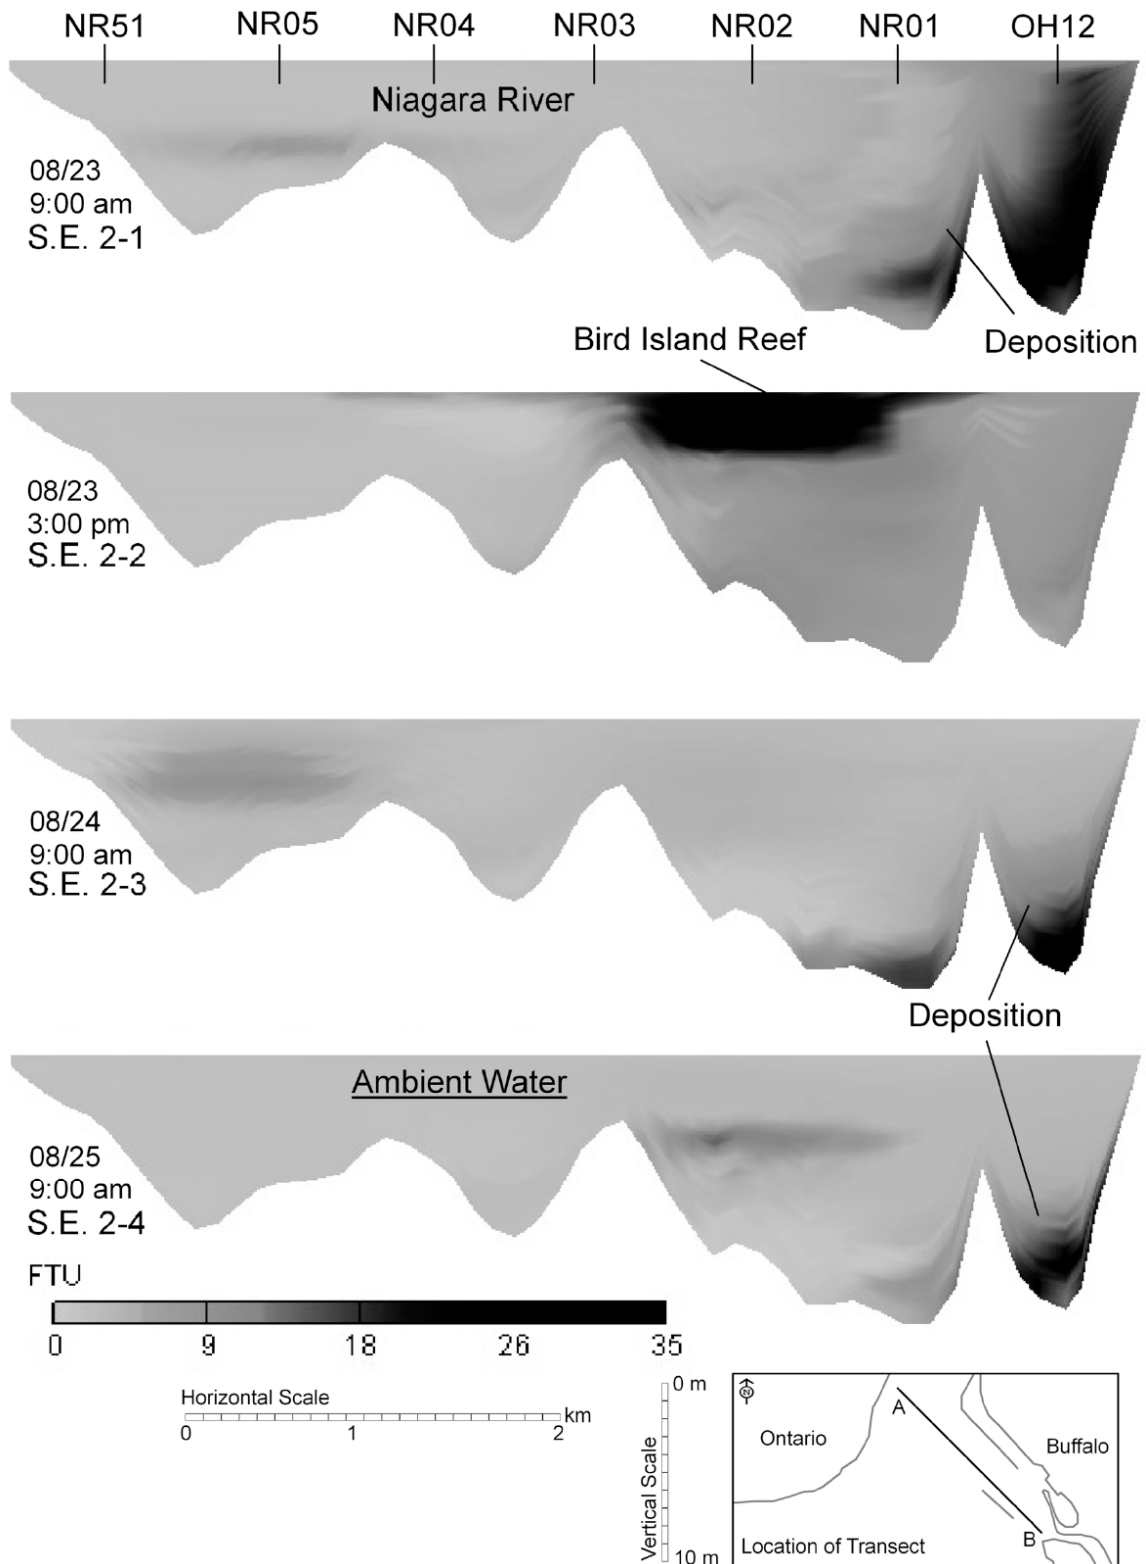 NR51 NR05 NR04 NR03 NR02 NR01 OH12
Niagara River
08/23
9:00 am
S.E. 2-1
Deposition
Bird Island Reef
08/23
3:00 pm
S.E. 2-2
08/24
9:00 am
S.E. 2-3
Deposition
Ambient Water
08/25
9:00 am
S.E. 2-4
FTU
0 9 18 26 35
Horizontal Scale
km
0 1 2
0 m
Vertical Scale
10 m
N
A
Ontario
Buffalo
B
Location of Transect